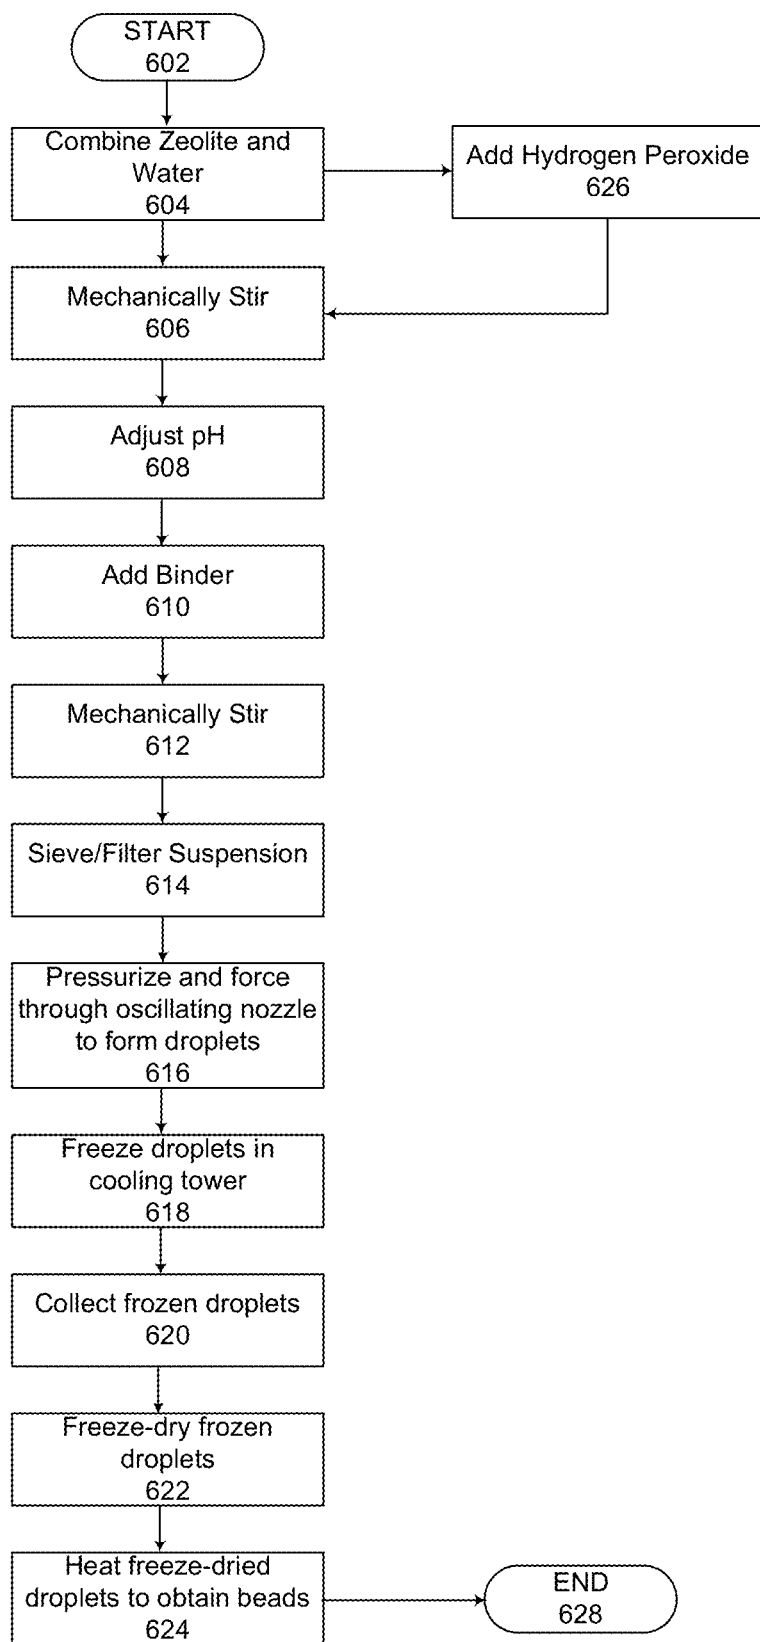 START
602
Combine Zeolite and
Water
604
Add Hydrogen Peroxide
626
Mechanically Stir
606
Adjust pH
608
Add Binder
610
Mechanically Stir
612
Sieve/Filter Suspension
614
Pressurize and force
through oscillating nozzle
to form droplets
616
Freeze droplets in
cooling tower
618
Collect frozen droplets
620
Freeze-dry frozen
droplets
622
Heat freeze-dried
droplets to obtain beads
624
END
628